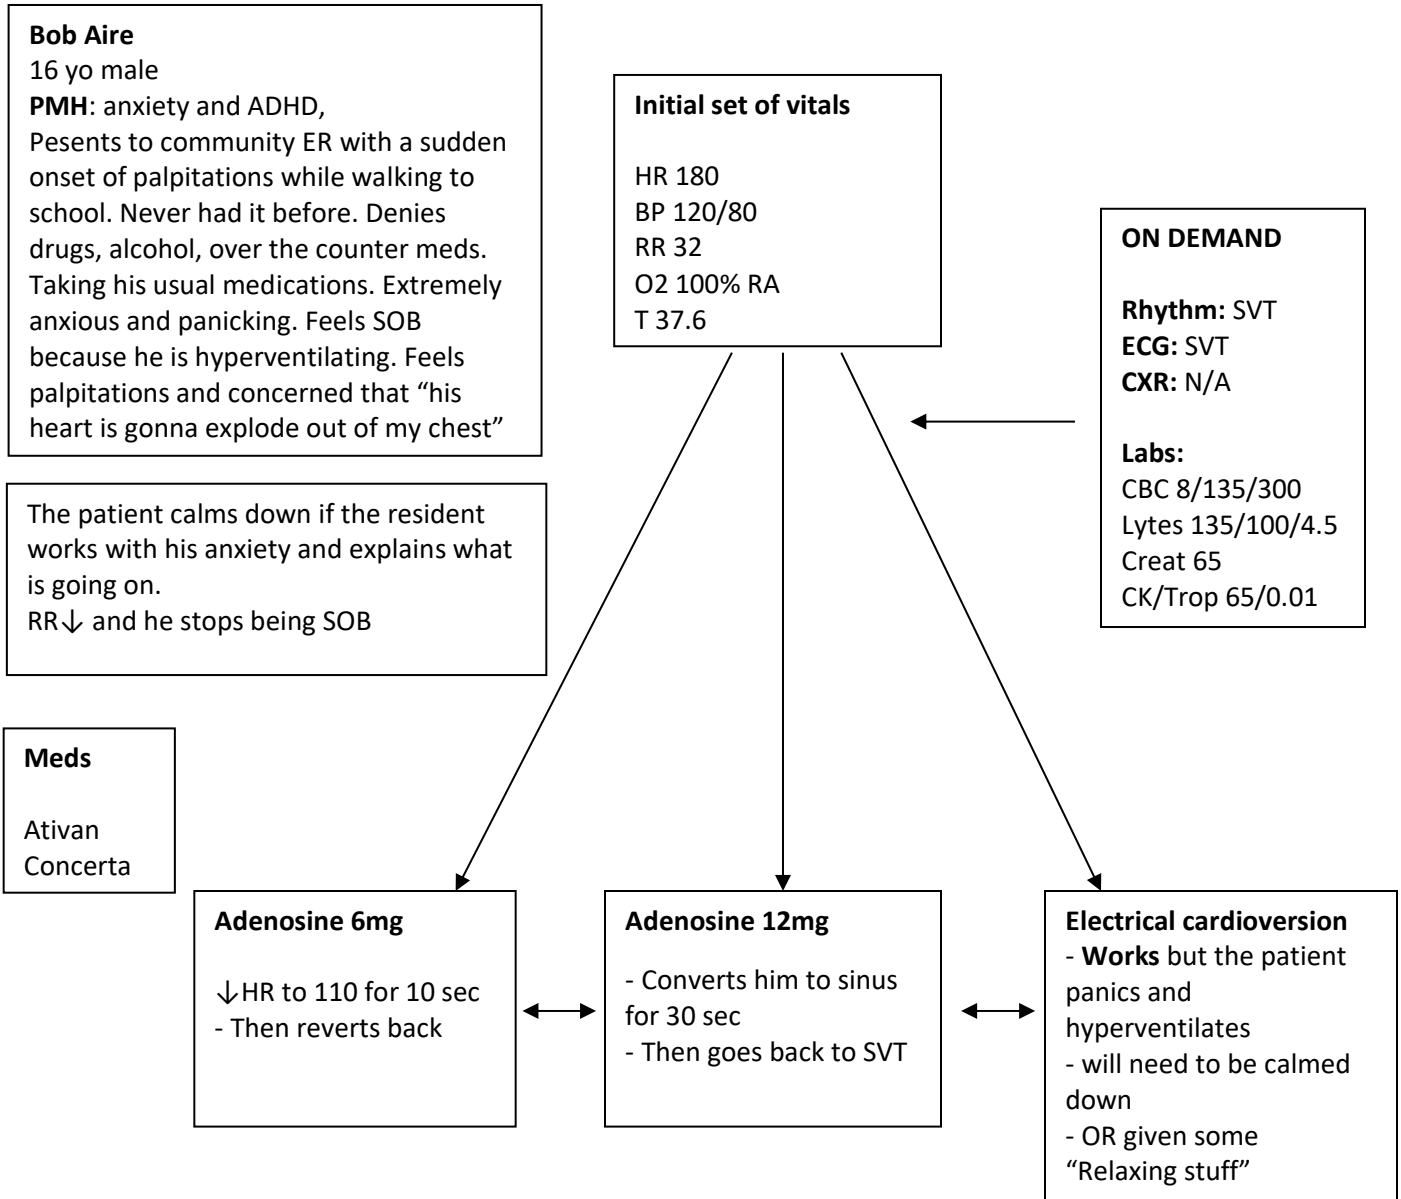 Bob Aire
16 yo male
PMH: anxiety and ADHD,
Pesents to community ER with a sudden
onset of palpitations while walking to
school. Never had it before. Denies
drugs, alcohol, over the counter meds.
Taking his usual medications. Extremely
anxious and panicking. Feels SOB
because he is hyperventilating. Feels
palpitations and concerned that “his
heart is gonna explode out of my chest”
Initial set of vitals
HR 180
BP 120/80
RR 32
O2 100% RA
T 37.6
ON DEMAND
Rhythm: SVT
ECG: SVT
CXR: N/A
Labs:
CBC 8/135/300
Lytes 135/100/4.5
Creat 65
CK/Trop 65/0.01
The patient calms down if the resident
works with his anxiety and explains what
is going on.
RR↓ and he stops being SOB
Meds
Ativan
Concerta
Adenosine 6mg
↓HR to 110 for 10 sec
- Then reverts back
Adenosine 12mg
- Converts him to sinus
for 30 sec
- Then goes back to SVT
Electrical cardioversion
- Works but the patient
panics and
hyperventilates
- will need to be calmed
down
- OR given some
“Relaxing stuff”